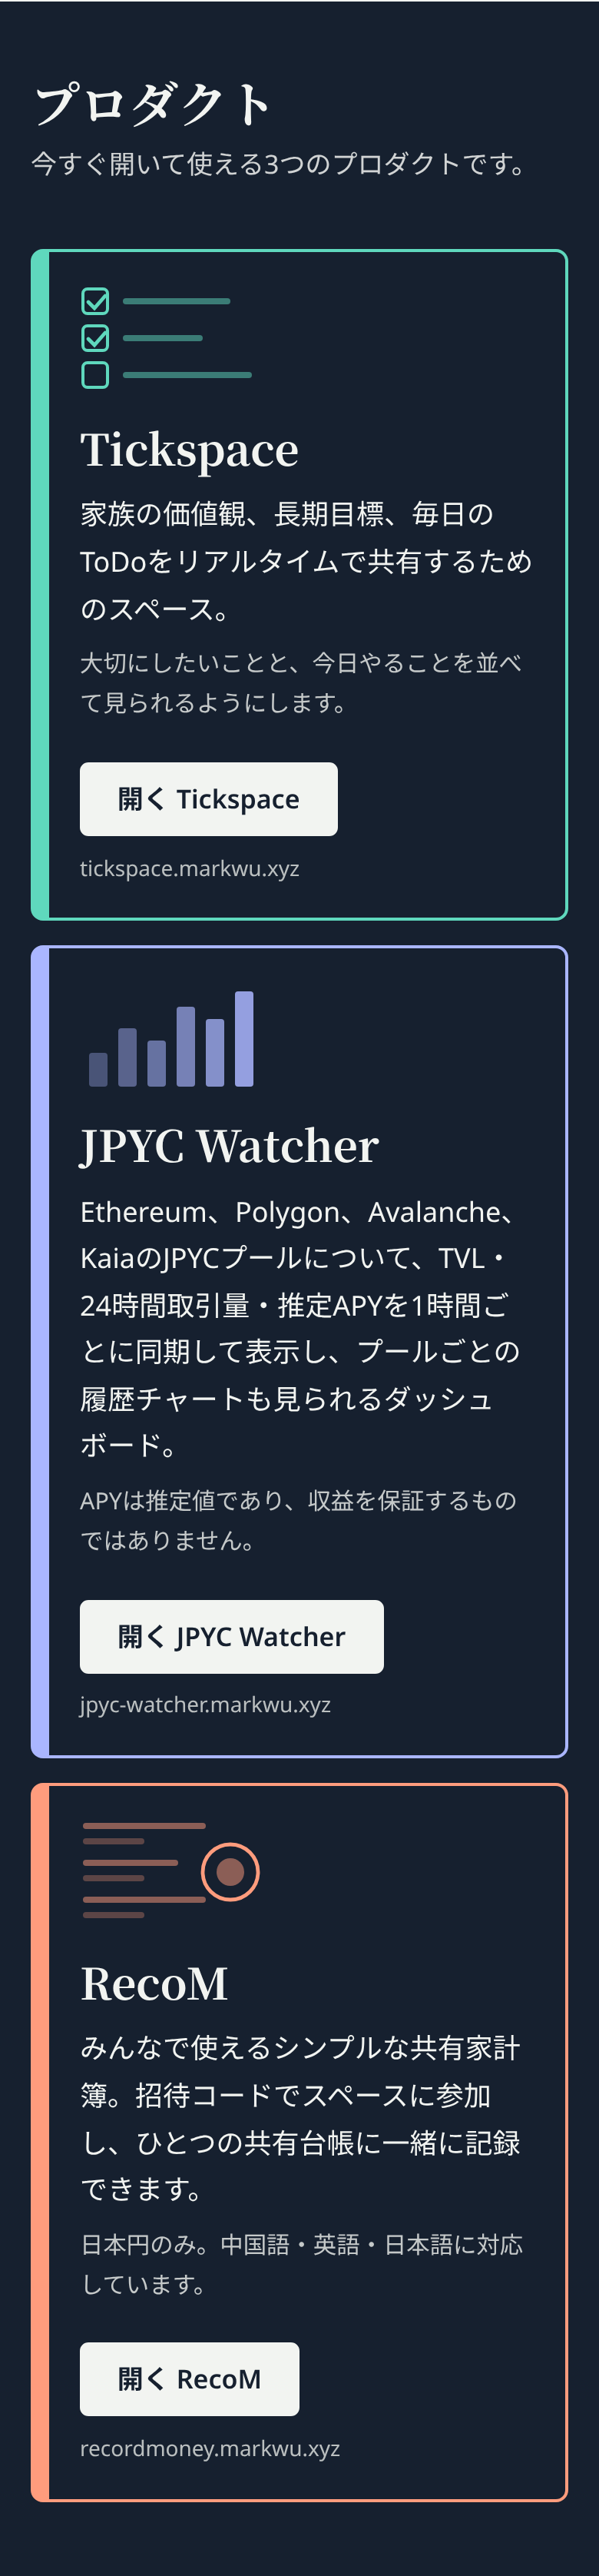 プロダクト
今すぐ開いて使える3つのプロダクトです。
Tickspace
家族の価値観、長期目標、毎日の
ToDoをリアルタイムで共有するため
のスペース。
大切にしたいことと、今日やることを並べ
て見られるようにします。
開く Tickspace
tickspace.markwu.xyz
JPYC Watcher
Ethereum、Polygon、Avalanche、
KaiaのJPYCプールについて、TVL・
24時間取引量・推定APYを1時間ご
とに同期して表示し、プールごとの
履歴チャートも見られるダッシュ
ボード。
APYは推定値であり、収益を保証するもの
ではありません。
開く JPYC Watcher
jpyc-watcher.markwu.xyz
RecoM
みんなで使えるシンプルな共有家計
簿。招待コードでスペースに参加
し、ひとつの共有台帳に一緒に記録
できます。
日本円のみ。中国語・英語・日本語に対応
しています。
開く RecoM
recordmoney.markwu.xyz